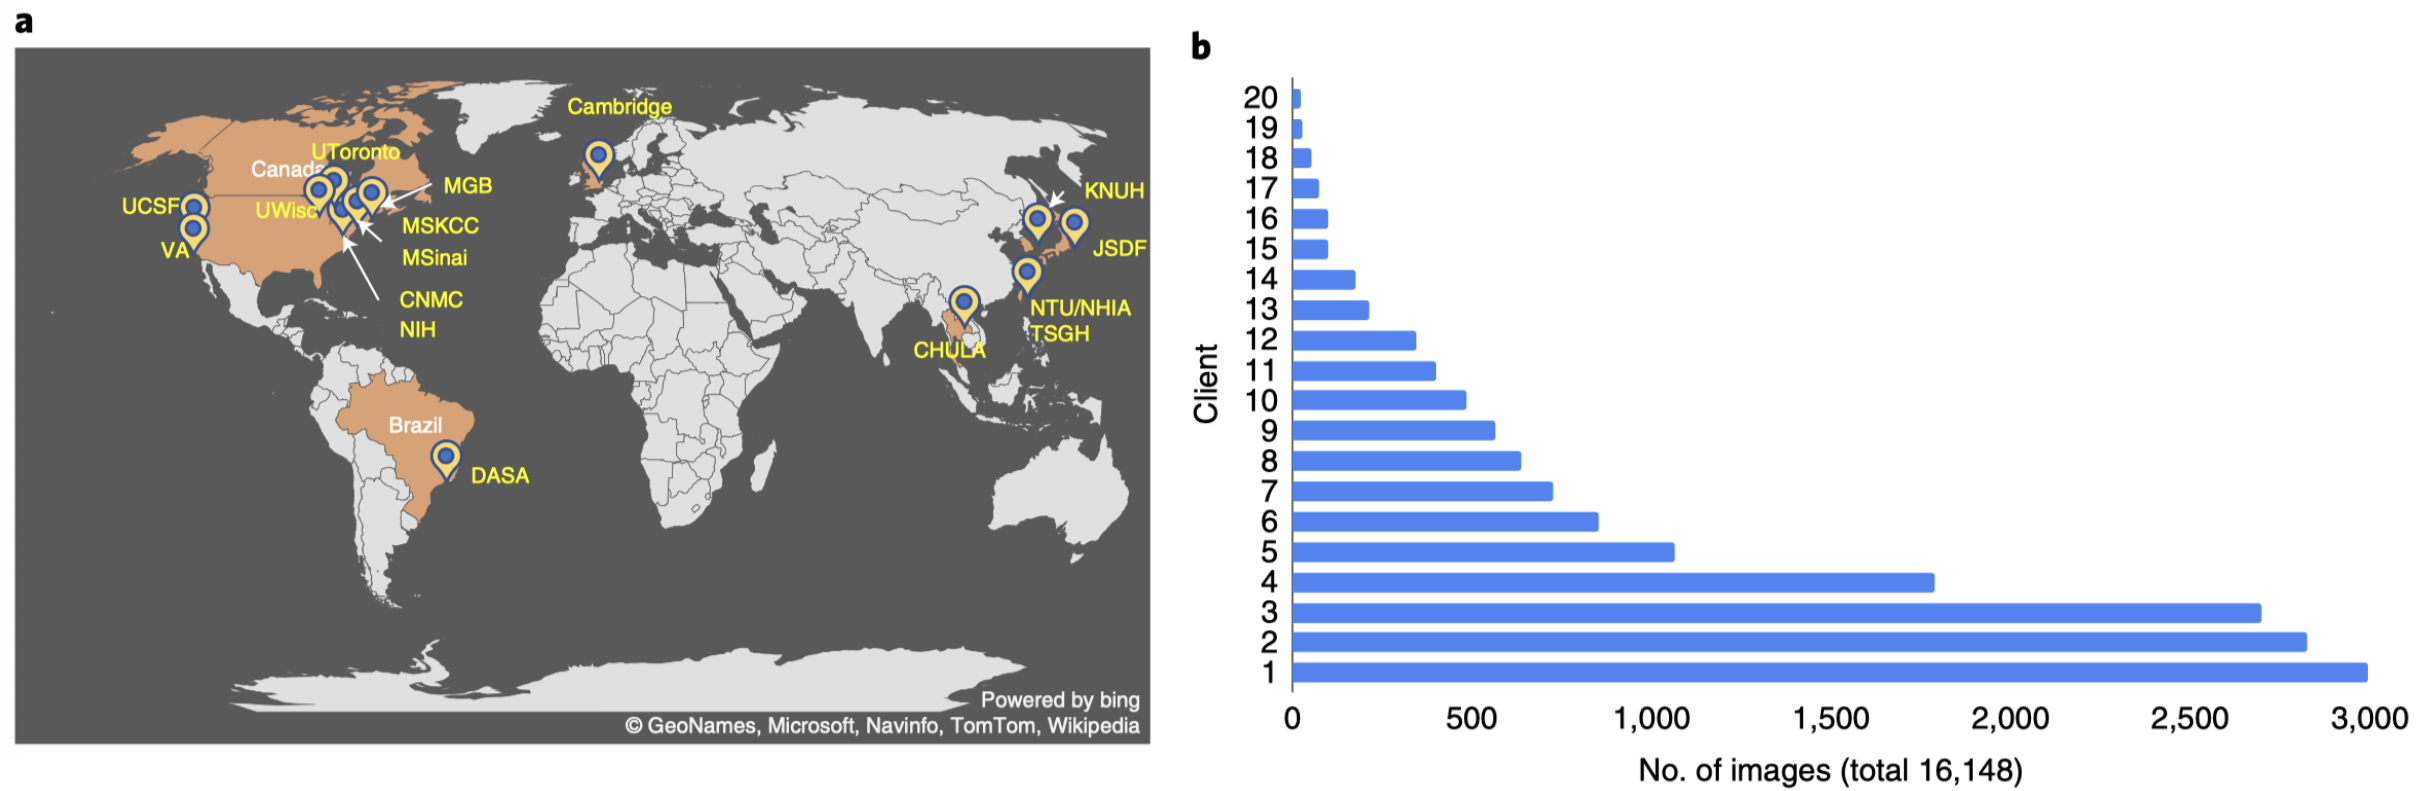 a
Cambridge
UToronto
Canada
MGB
KNUH
UCSF
UWisc
MSKCC
VA
MSinai
JSDF
CNMC
NIH
NTU/NHIA
TSGH
CHULA
Brazil
DASA
Powered by bing
© GeoNames, Microsoft, Navinfo, TomTom, Wikipedia
b
20
19
18
17
16
15
14
13
12
11
10
9
8
7
6
5
4
3
2
1
Client
0 500 1,000 1,500 2,000 2,500 3,000
No. of images (total 16,148)